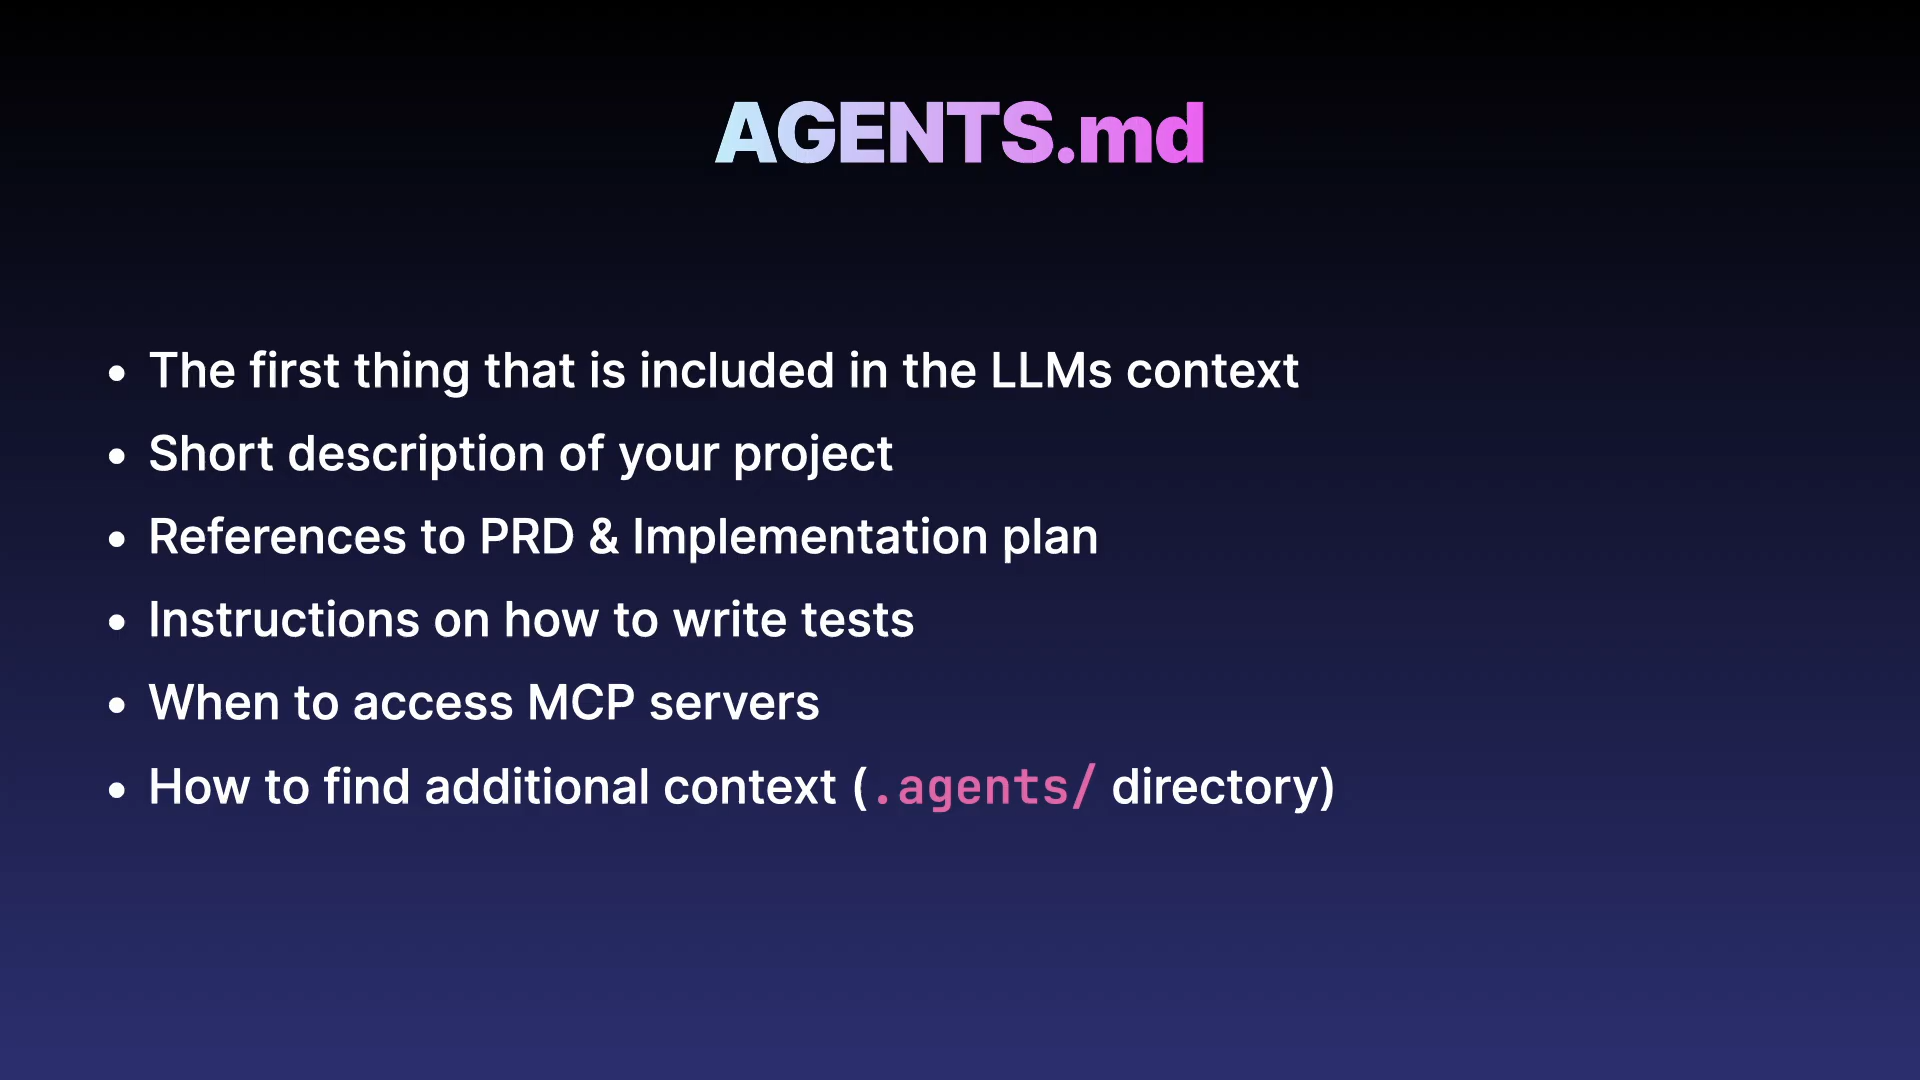 AGENTS.md
• The first thing that is included in the LLMs context
• Short description of your project
• References to PRD & Implementation plan
• Instructions on how to write tests
• When to access MCP servers
• How to find additional context (.agents/ directory)